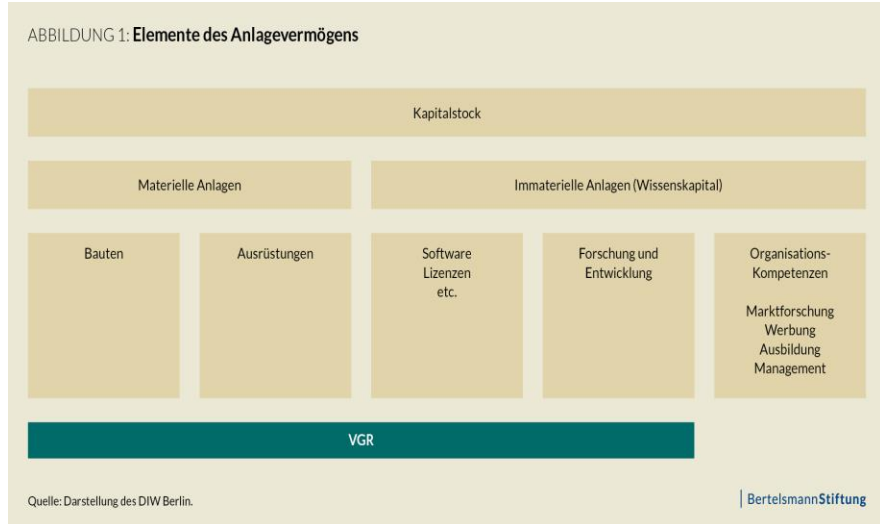 ABBILDUNG 1: Elemente des Anlagevermögens
Kapitalstock
Materielle Anlagen
Immaterielle Anlagen (Wissenskapital)
Bauten
Ausrüstungen
Software
Lizenzen
etc.
Forschung und
Entwicklung
Organisations-
Kompetenzen
Marktforschung
Werbung
Ausbildung
Management
VGR
Quelle: Darstellung des DIW Berlin.
BertelsmannStiftung